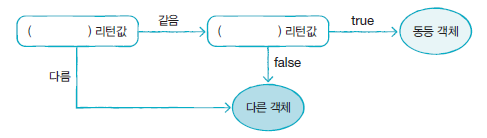 (          ) 리턴값
같음
(          ) 리턴값
true
동등 객체
다름
false
다른 객체